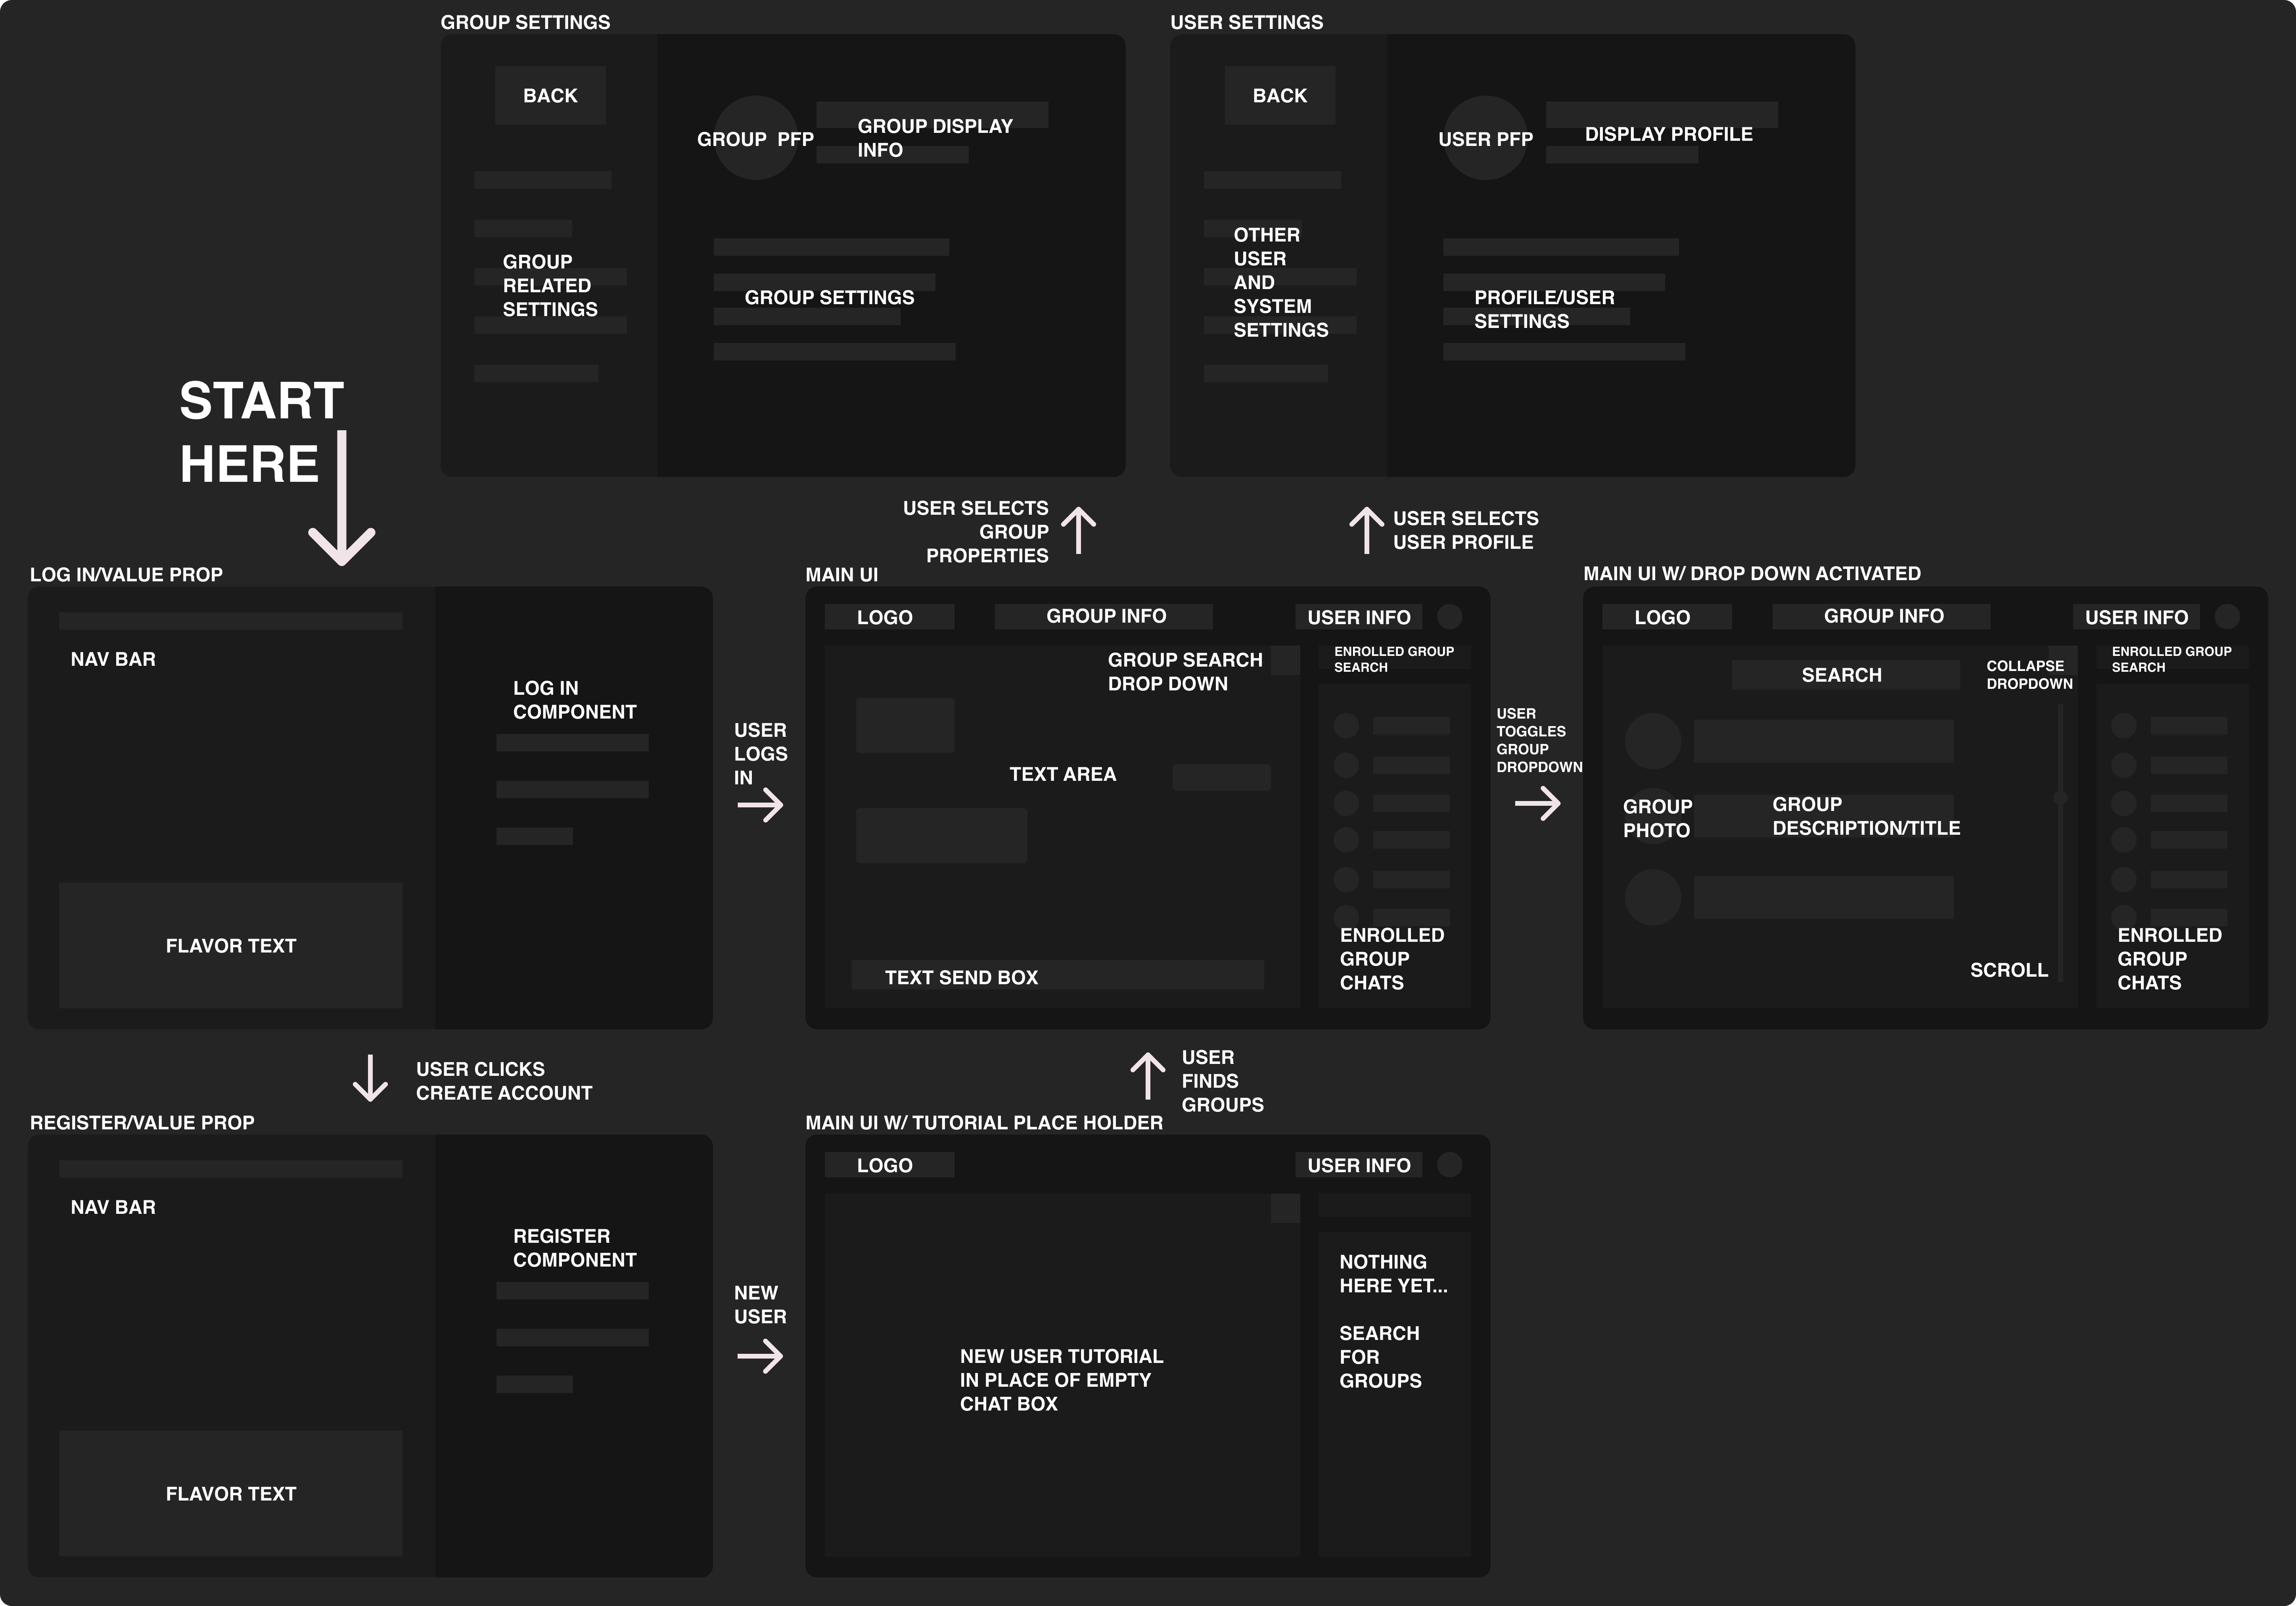 GROUP SETTINGS
BACK
GROUP PFP
GROUP DISPLAY
INFO
GROUP
RELATED
SETTINGS
GROUP SETTINGS
USER SETTINGS
BACK
USER PFP
DISPLAY PROFILE
OTHER
USER
AND
SYSTEM
SETTINGS
PROFILE/USER
SETTINGS
START
HERE
USER SELECTS
GROUP
PROPERTIES
USER SELECTS
USER PROFILE
LOG IN/VALUE PROP
NAV BAR
LOG IN
COMPONENT
FLAVOR TEXT
USER
LOGS
IN
MAIN UI
LOGO
GROUP INFO
USER INFO
GROUP SEARCH
DROP DOWN
ENROLLED GROUP
SEARCH
TEXT AREA
TEXT SEND BOX
ENROLLED
GROUP
CHATS
USER
TOGGLES
GROUP
DROPDOWN
MAIN UI W/ DROP DOWN ACTIVATED
LOGO
GROUP INFO
USER INFO
SEARCH
COLLAPSE
DROPDOWN
ENROLLED GROUP
SEARCH
GROUP
PHOTO
GROUP
DESCRIPTION/TITLE
SCROLL
ENROLLED
GROUP
CHATS
USER CLICKS
CREATE ACCOUNT
USER
FINDS
GROUPS
REGISTER/VALUE PROP
NAV BAR
REGISTER
COMPONENT
FLAVOR TEXT
NEW
USER
MAIN UI W/ TUTORIAL PLACE HOLDER
LOGO
USER INFO
NEW USER TUTORIAL
IN PLACE OF EMPTY
CHAT BOX
NOTHING
HERE YET...
SEARCH
FOR
GROUPS